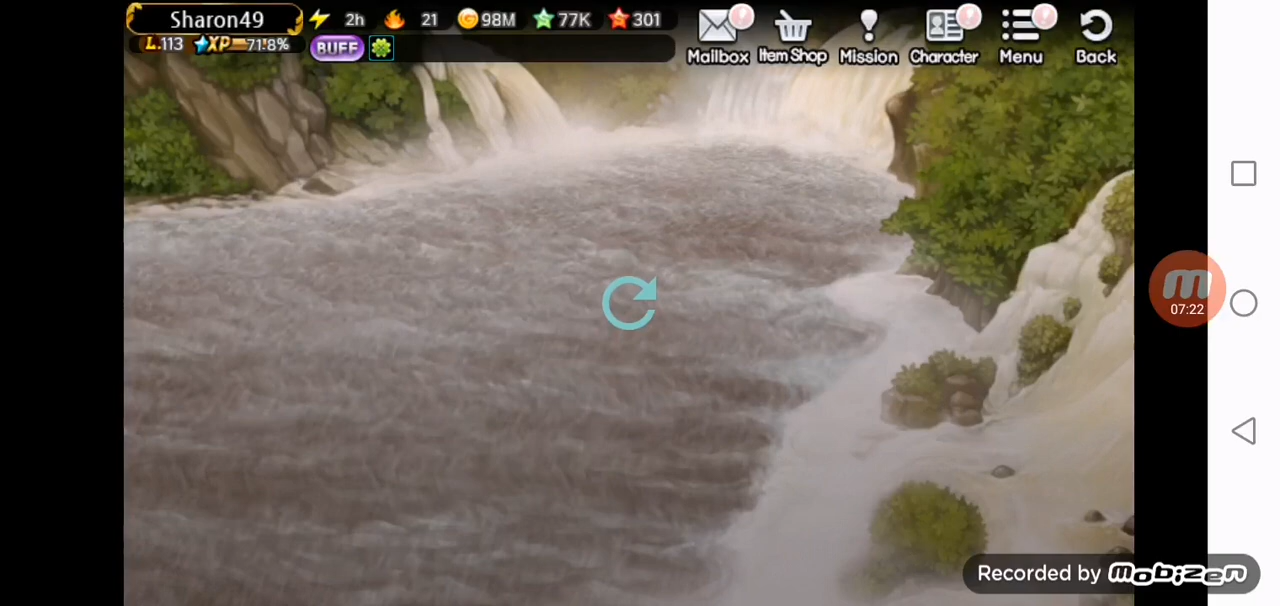 Sharon49 2h 21 98M 77K 301
L.113 XP 71.8% BUFF
Mailbox Item Shop Mission Character Menu Back
07:22
Recorded by mobizen